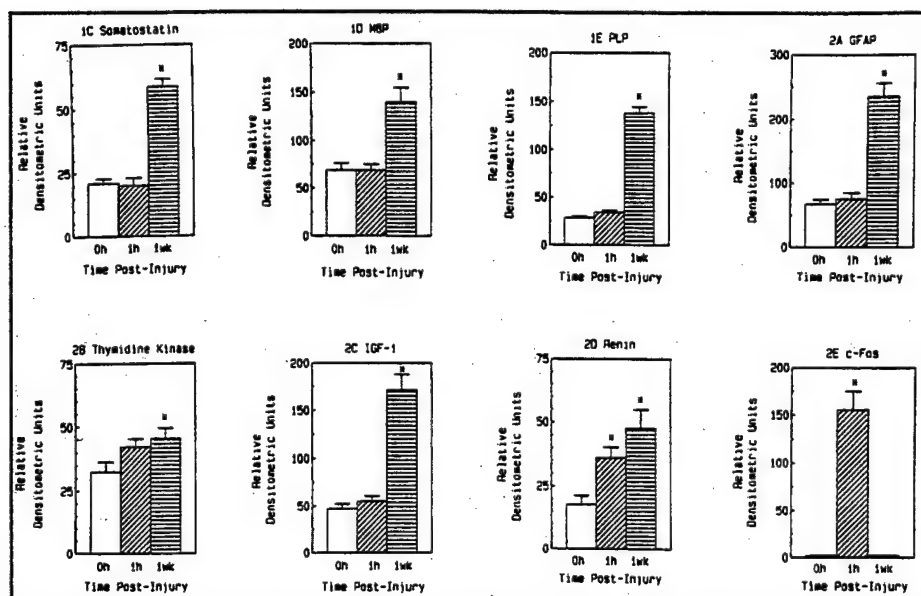 1C Somatostatin
Relative
Densitometric Units
75
50
25
0
0h 1h 1wk
Time Post-Injury
1D MBP
Relative
Densitometric Units
200
150
100
50
0
0h 1h 1wk
Time Post-Injury
1E PLP
Relative
Densitometric Units
200
150
100
50
0
0h 1h 1wk
Time Post-Injury
2A GFAP
Relative
Densitometric Units
300
200
100
0
0h 1h 1wk
Time Post-Injury
2B Thymidine Kinase
Relative
Densitometric Units
75
50
25
0
0h 1h 1wk
Time Post-Injury
2C IGF-1
Relative
Densitometric Units
200
150
100
50
0
0h 1h 1wk
Time Post-Injury
2D Renin
Relative
Densitometric Units
75
50
25
0
0h 1h 1wk
Time Post-Injury
2E c-Fos
Relative
Densitometric Units
200
150
100
50
0
0h 1h 1wk
Time Post-Injury